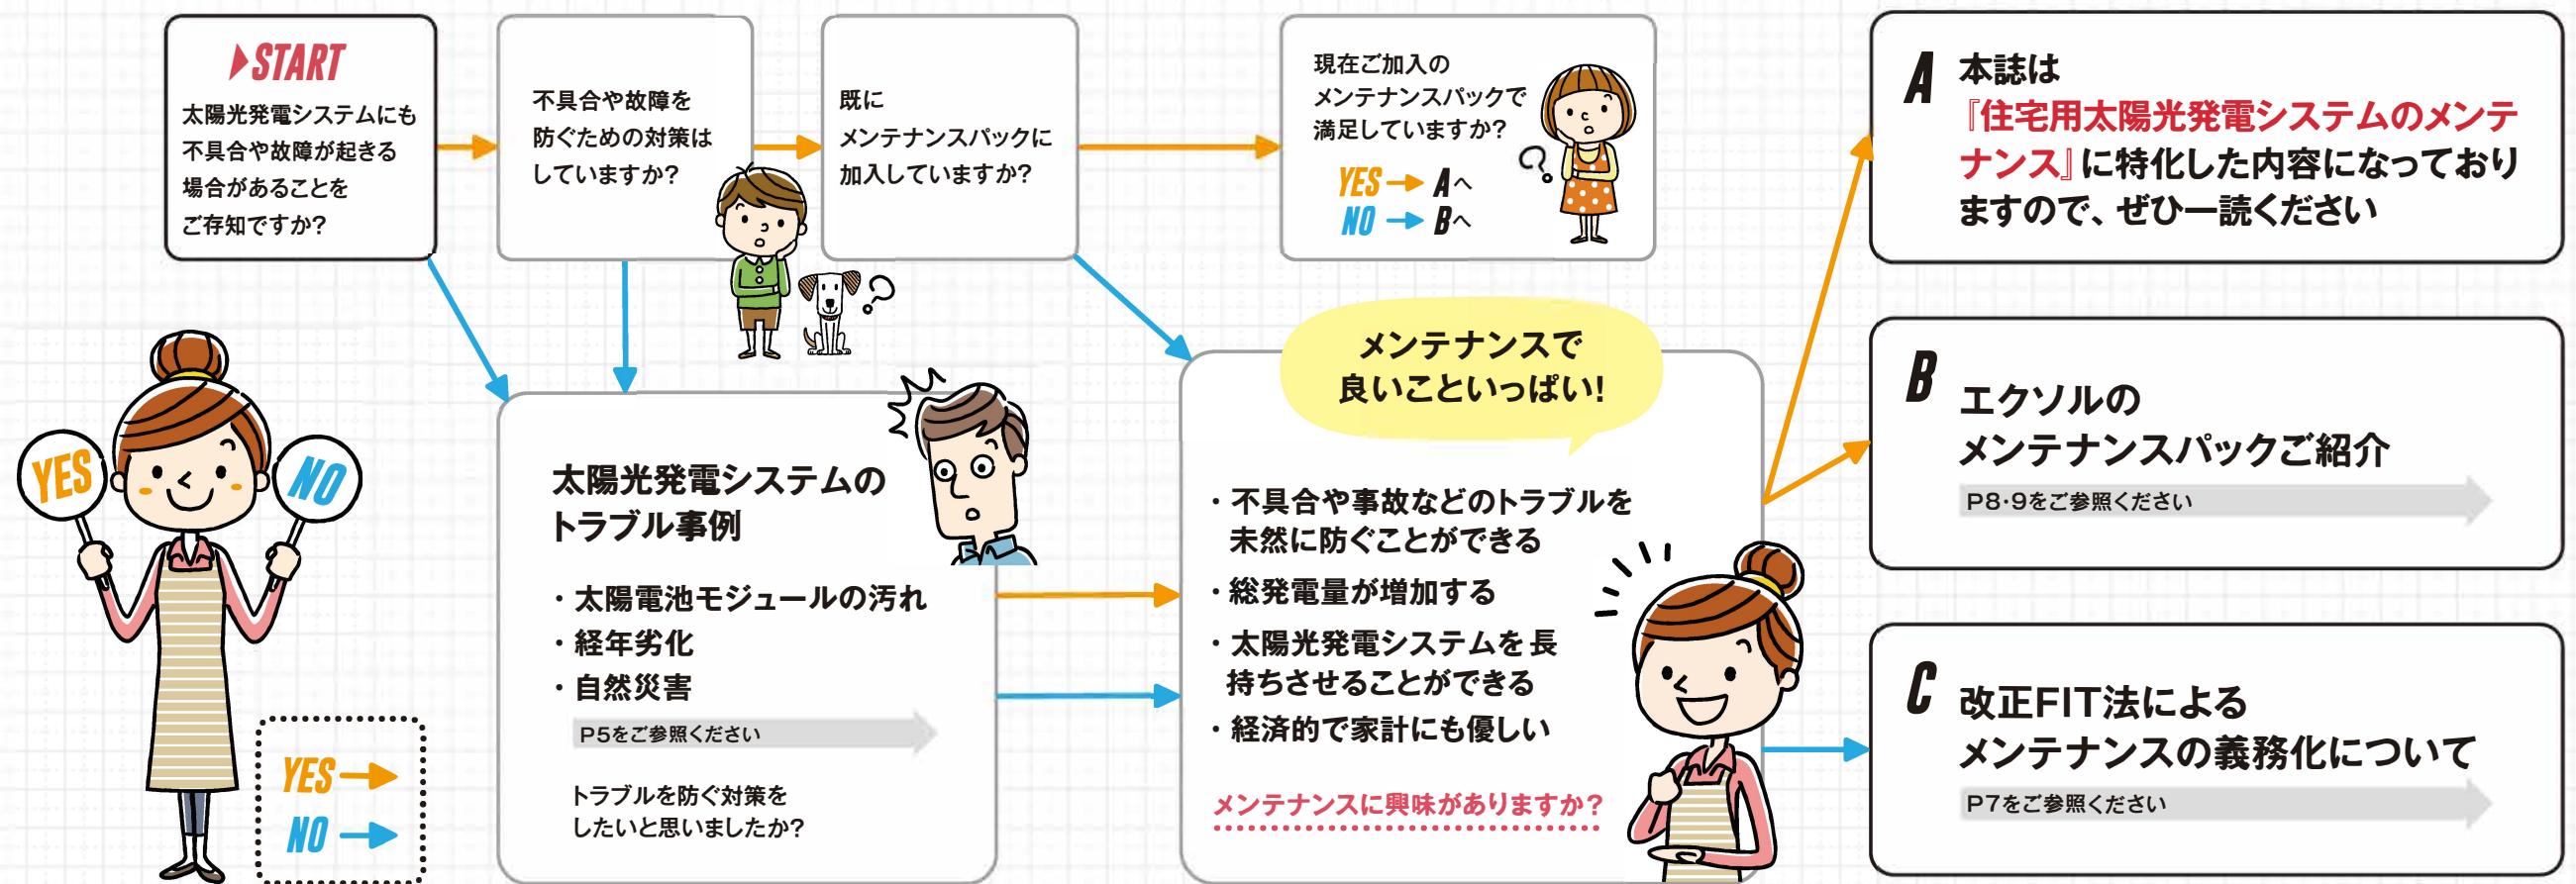 START
太陽光発電システムにも
不具合や故障が起きる
場合があることを
ご存知ですか?
不具合や故障を
防ぐための対策は
していますか?
既に
メンテナンスパックに
加入していますか?
現在ご加入の
メンテナンスパックで
満足していますか?
YES → Aへ
NO → Bへ
YES
NO
YES →
NO →
太陽光発電システムの
トラブル事例
・太陽電池モジュールの汚れ
・経年劣化
・自然災害
P5をご参照ください
トラブルを防ぐ対策を
したいと思いましたか?
メンテナンスで
良いこといっぱい!
・不具合や事故などのトラブルを
未然に防ぐことができる
・総発電量が増加する
・太陽光発電システムを長
持ちさせることができる
・経済的で家計にも優しい
メンテナンスに興味がありますか?
A 本誌は
『住宅用太陽光発電システムのメンテ
ナンス』に特化した内容になっており
ますので、ぜひ一読ください
B エクソルの
メンテナンスパックご紹介
P8・9をご参照ください
C 改正FIT法による
メンテナンスの義務化について
P7をご参照ください